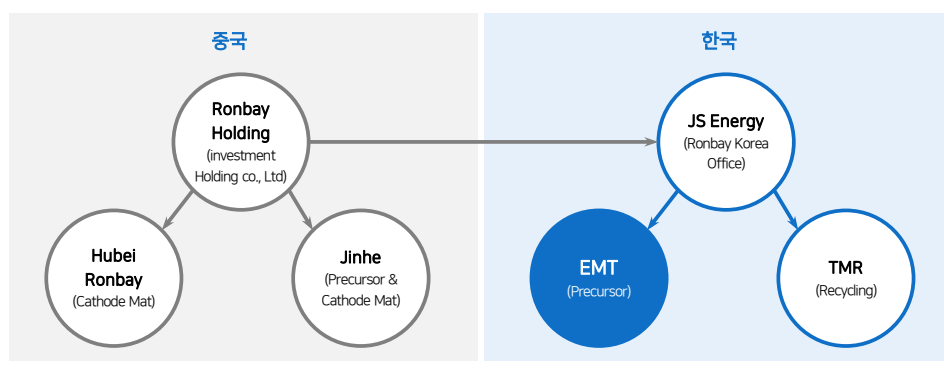 중국
한국
Ronbay
Holding
(investment
Holding co., Ltd)
JS Energy
(Ronbay Korea
Office)
Hubei
Ronbay
(Cathode Mat)
Jinhe
(Precursor &
Cathode Mat)
EMT
(Precursor)
TMR
(Recycling)